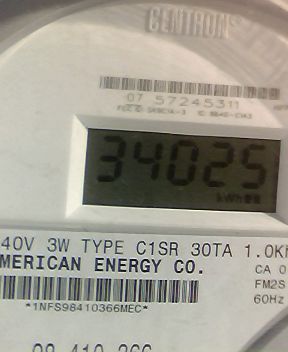 CENTRON
07 57245311
34025
kWh
40V 3W TYPE C1SR 30TA 1.0K
MERICAN ENERGY CO.
CA 0
FM2S
60Hz
*1NFS98410366MEC*
98 410 366